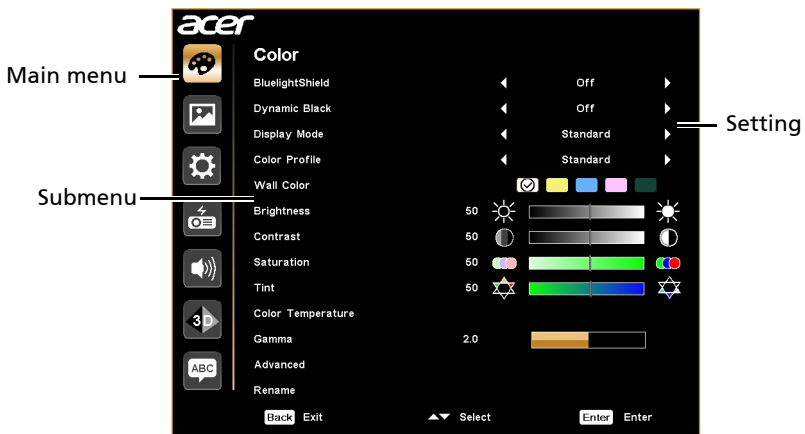 acer
Main menu
Color
BluelightShield Off
Dynamic Black Off
Setting
Display Mode Standard
Color Profile Standard
Wall Color
Submenu
Brightness 50
Contrast 50
Saturation 50
Tint 50
Color Temperature
3D
Gamma 2.0
Advanced
ABC
Rename
Back Exit Select Enter Enter